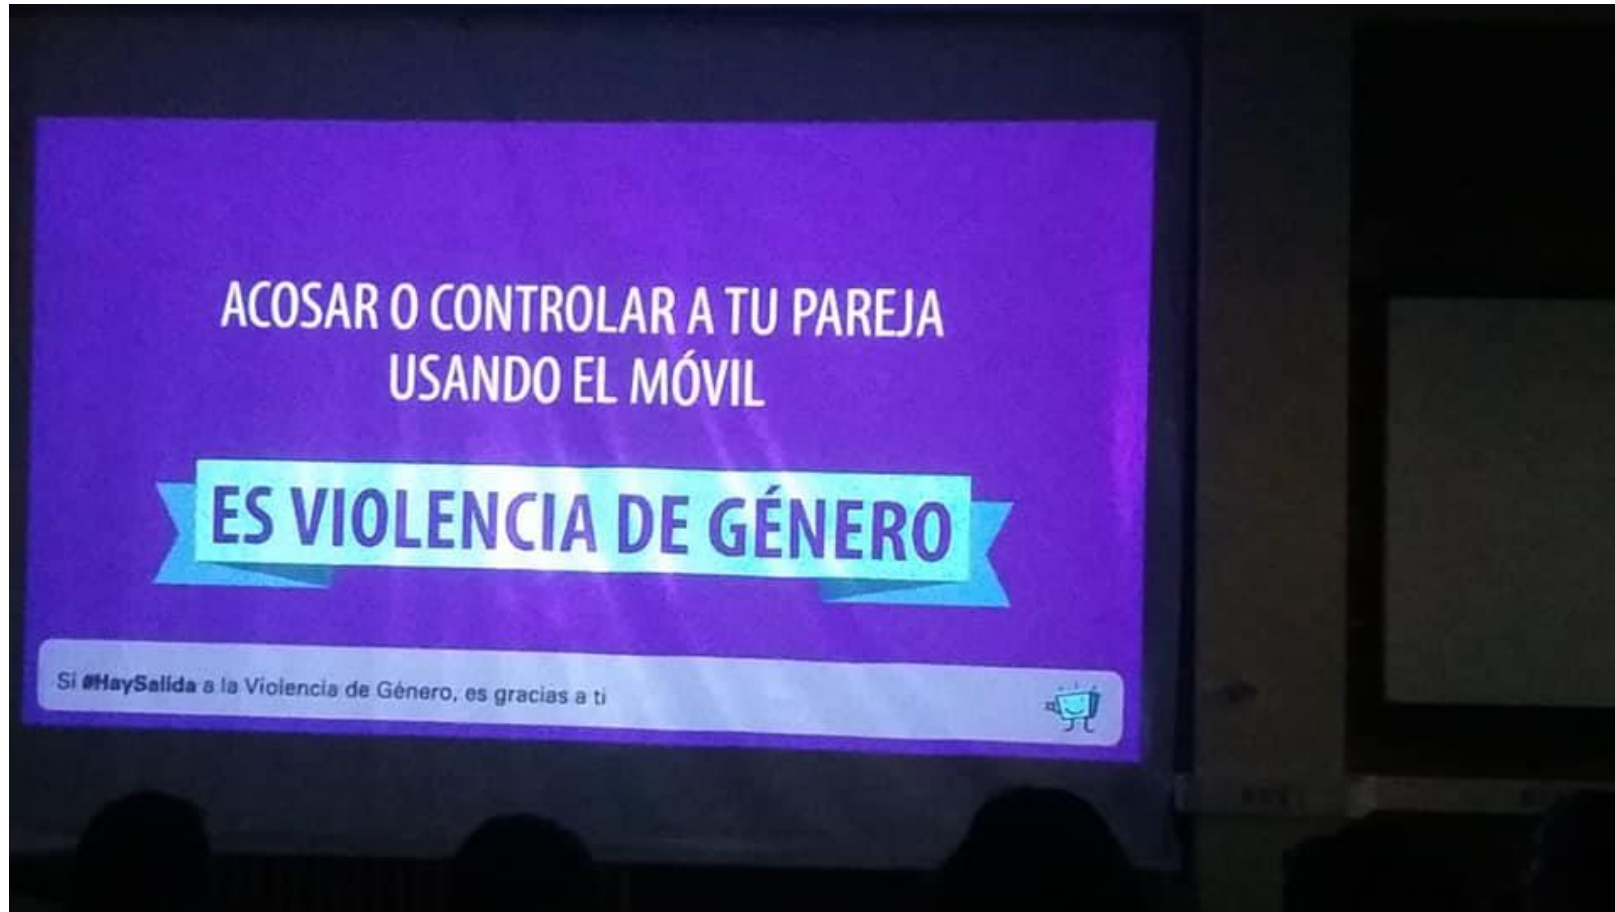 ACOSAR O CONTROLAR A TU PAREJA
USANDO EL MÓVIL
ES VIOLENCIA DE GÉNERO
Si #HaySalida a la Violencia de Género, es gracias a ti